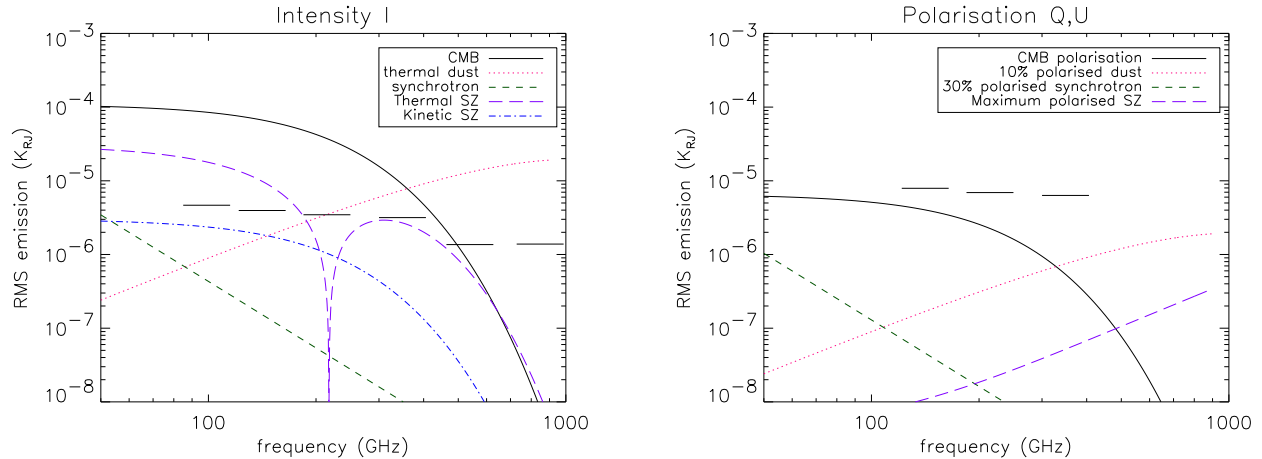 Intensity I
10⁻³
10⁻⁴
10⁻⁵
10⁻⁶
10⁻⁷
10⁻⁸
RMS emission (K_RJ)
CMB
thermal dust
synchrotron
Thermal SZ
Kinetic SZ
100
1000
frequency (GHz)
Polarisation Q,U
10⁻³
10⁻⁴
10⁻⁵
10⁻⁶
10⁻⁷
10⁻⁸
RMS emission (K_RJ)
CMB polarisation
10% polarised dust
30% polarised synchrotron
Maximum polarised SZ
100
1000
frequency (GHz)